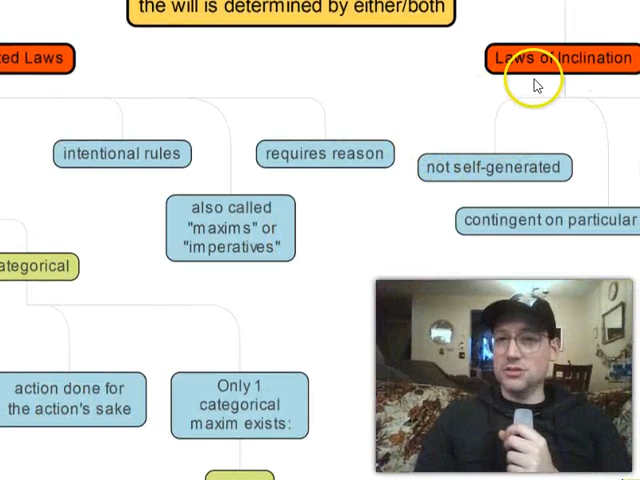 the will is determined by either/both
ted Laws
Laws of Inclination
intentional rules
requires reason
not self-generated
also called
"maxims" or
"imperatives"
contingent on particular
ategorical
action done for
the action's sake
Only 1
categorical
maxim exists: